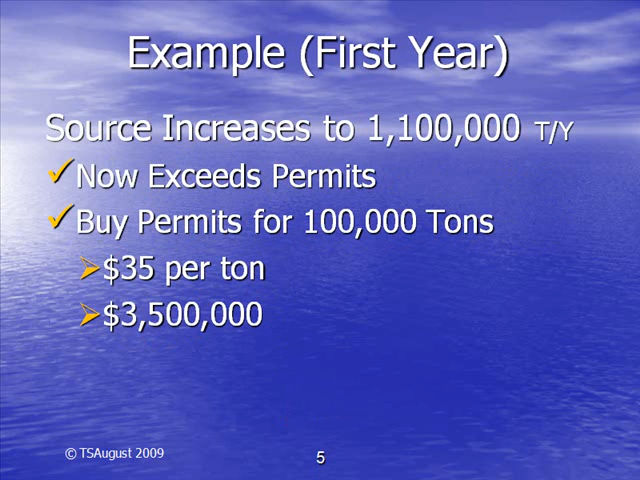 Example (First Year)
Source Increases to 1,100,000 T/Y
Now Exceeds Permits
Buy Permits for 100,000 Tons
$35 per ton
$3,500,000
© TSAugust 2009
5